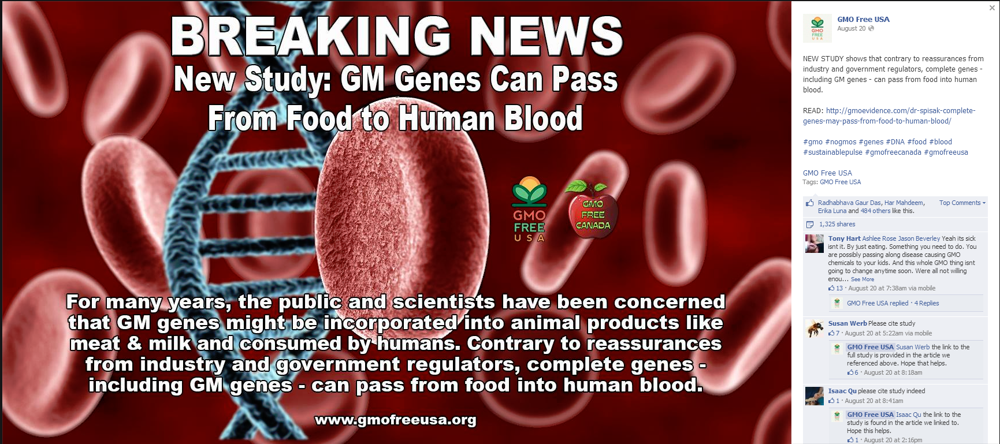 BREAKING NEWS
New Study: GM Genes Can Pass
From Food to Human Blood
GMO
FREE
USA
GMO
FREE
CANADA
For many years, the public and scientists have been concerned
that GM genes might be incorporated into animal products like
meat & milk and consumed by humans. Contrary to reassurances
from industry and government regulators, complete genes -
including GM genes - can pass from food into human blood.
www.gmofreeusa.org
GMO
FREE
USA
GMO Free USA
August 20
NEW STUDY shows that contrary to reassurances from
industry and government regulators, complete genes -
including GM genes - can pass from food into human
blood.
READ: http://gmoevidence.com/dr-spisak-complete-
genes-may-pass-from-food-to-human-blood/
#gmo #nogmos #genes #DNA #food #blood
#sustainablepulse #gmofreecanada #gmofreeusa
GMO Free USA
Tags: GMO Free USA
Radhabhava Gaur Das, Har Mahdeem,
Erika Luna and 484 others like this.
Top Comments
1,325 shares
Tony Hart Ashlee Rose Jason Beverley Yeah its sick
isnt it. By just eating. Something you need to do. You
are possibly passing along disease causing GMO
chemicals to your kids. And this whole GMO thing isnt
going to change anytime soon. Were all not willing
enou... See More
13 · August 20 at 7:38am via mobile
GMO Free USA replied · 4 Replies
Susan Werb Please cite study
7 · August 20 at 5:22am via mobile
GMO Free USA Susan Werb the link to the
full study is provided in the article we
referenced above. Hope that helps.
6 · August 20 at 8:18am
Isaac Qu please cite study indeed
1 · August 20 at 8:41am
GMO Free USA Isaac Qu the link to the
study is found in the article we linked to.
Hope this helps.
1 · August 20 at 2:16pm